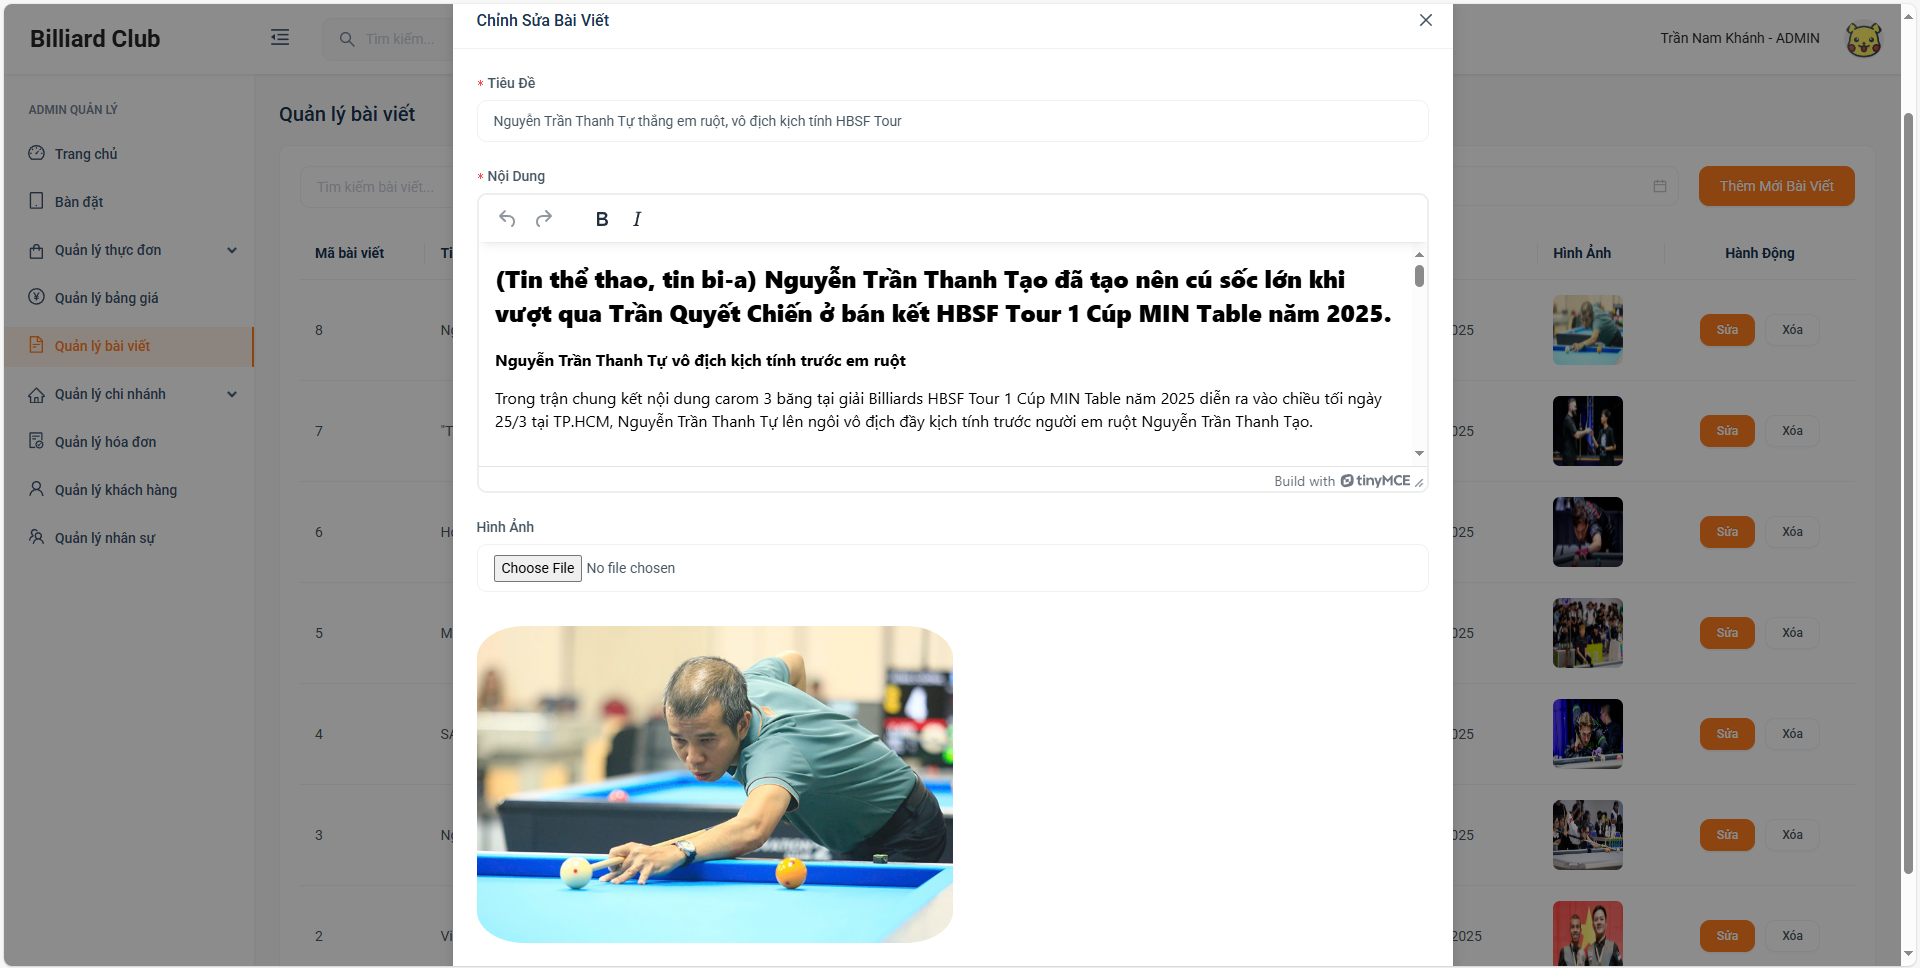 Billiard Club
Tìm kiếm...
Trần Nam Khánh - ADMIN
ADMIN QUẢN LÝ
Trang chủ
Bàn đặt
Quản lý thực đơn
Quản lý bảng giá
Quản lý bài viết
Quản lý chi nhánh
Quản lý hóa đơn
Quản lý khách hàng
Quản lý nhân sự
Quản lý bài viết
Tìm kiếm bài viết...
Thêm Mới Bài Viết
Mã bài viết
Hình Ảnh
Hành Động
8
Sửa Xóa
7
Sửa Xóa
6
Sửa Xóa
5
Sửa Xóa
4
Sửa Xóa
3
Sửa Xóa
2
Sửa Xóa
Chỉnh Sửa Bài Viết
* Tiêu Đề
Nguyễn Trần Thanh Tự thắng em ruột, vô địch kịch tính HBSF Tour
* Nội Dung
B I
(Tin thể thao, tin bi-a) Nguyễn Trần Thanh Tạo đã tạo nên cú sốc lớn khi
vượt qua Trần Quyết Chiến ở bán kết HBSF Tour 1 Cúp MIN Table năm 2025.
Nguyễn Trần Thanh Tự vô địch kịch tính trước em ruột
Trong trận chung kết nội dung carom 3 băng tại giải Billiards HBSF Tour 1 Cúp MIN Table năm 2025 diễn ra vào chiều tối ngày
25/3 tại TP.HCM, Nguyễn Trần Thanh Tự lên ngôi vô địch đầy kịch tính trước người em ruột Nguyễn Trần Thanh Tạo.
Build with tinyMCE
Hình Ảnh
Choose File No file chosen
4